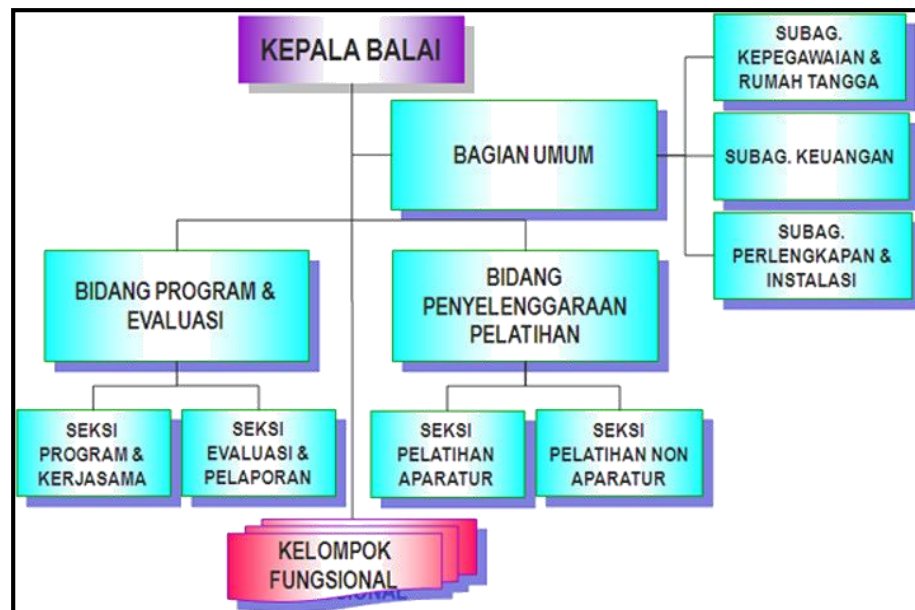 KEPALA BALAI
SUBAG.
KEPEGAWAIAN &
RUMAH TANGGA
BAGIAN UMUM
SUBAG. KEUANGAN
SUBAG.
PERLENGKAPAN &
INSTALASI
BIDANG PROGRAM &
EVALUASI
BIDANG
PENYELENGGARAAN
PELATIHAN
SEKSI
PROGRAM &
KERJASAMA
SEKSI
EVALUASI &
PELAPORAN
SEKSI
PELATIHAN
APARATUR
SEKSI
PELATIHAN NON
APARATUR
KELOMPOK
FUNGSIONAL